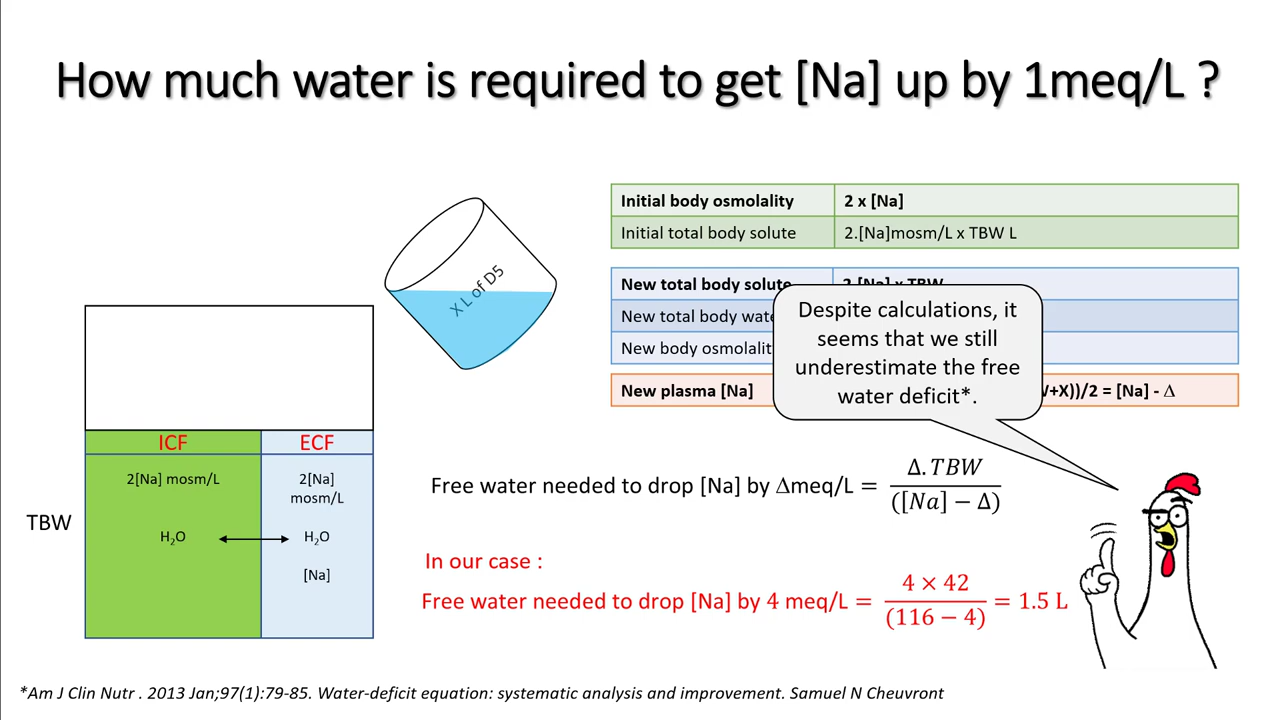 How much water is required to get [Na] up by 1meq/L ?
X L of D5
Initial body osmolality 2 x [Na]
Initial total body solute 2.[Na]mosm/L x TBW L
New total body solute 2.[Na] x TBW
New total body wate
New body osmolalit
New plasma [Na] +X))/2 = [Na] - Δ
Despite calculations, it
seems that we still
underestimate the free
water deficit*.
ICF ECF
2[Na] mosm/L 2[Na]
mosm/L
TBW
H₂O H₂O
[Na]
Free water needed to drop [Na] by Δmeq/L = Δ.TBW / ([Na] − Δ)
In our case :
Free water needed to drop [Na] by 4 meq/L = 4 × 42 / (116 − 4) = 1.5 L
*Am J Clin Nutr . 2013 Jan;97(1):79-85. Water-deficit equation: systematic analysis and improvement. Samuel N Cheuvront